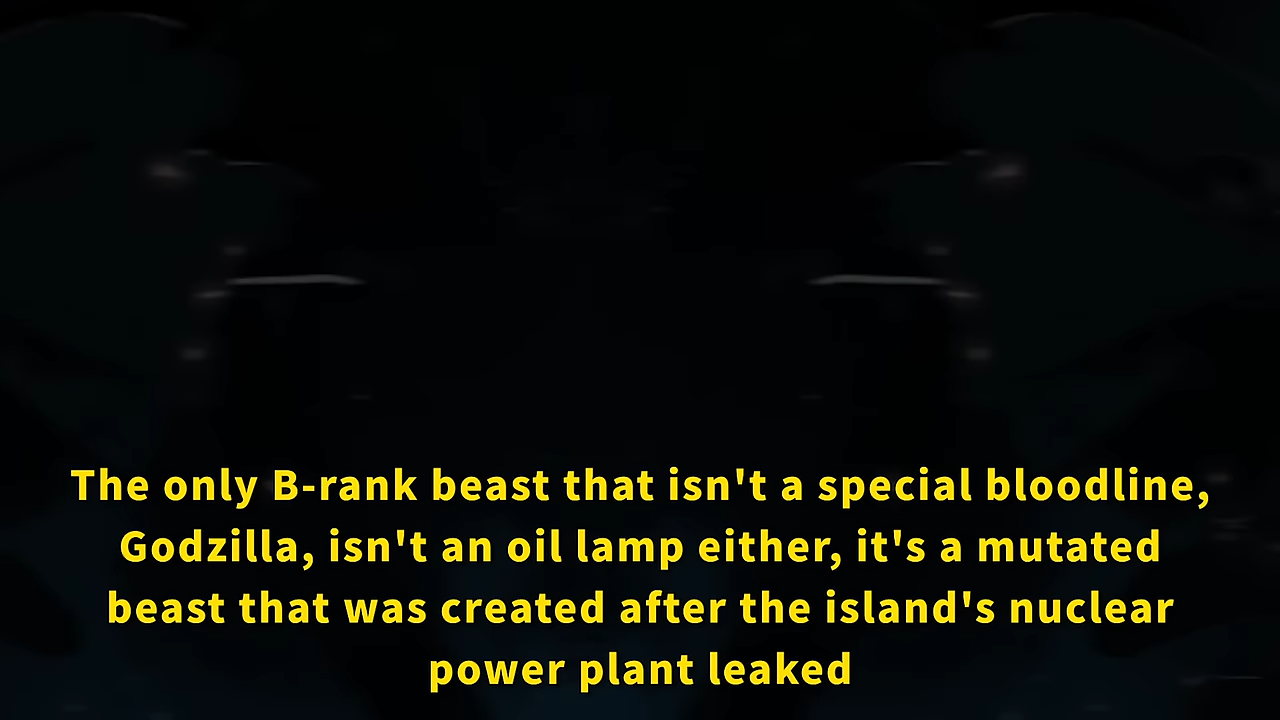 The only B-rank beast that isn't a special bloodline,
Godzilla, isn't an oil lamp either, it's a mutated
beast that was created after the island's nuclear
power plant leaked